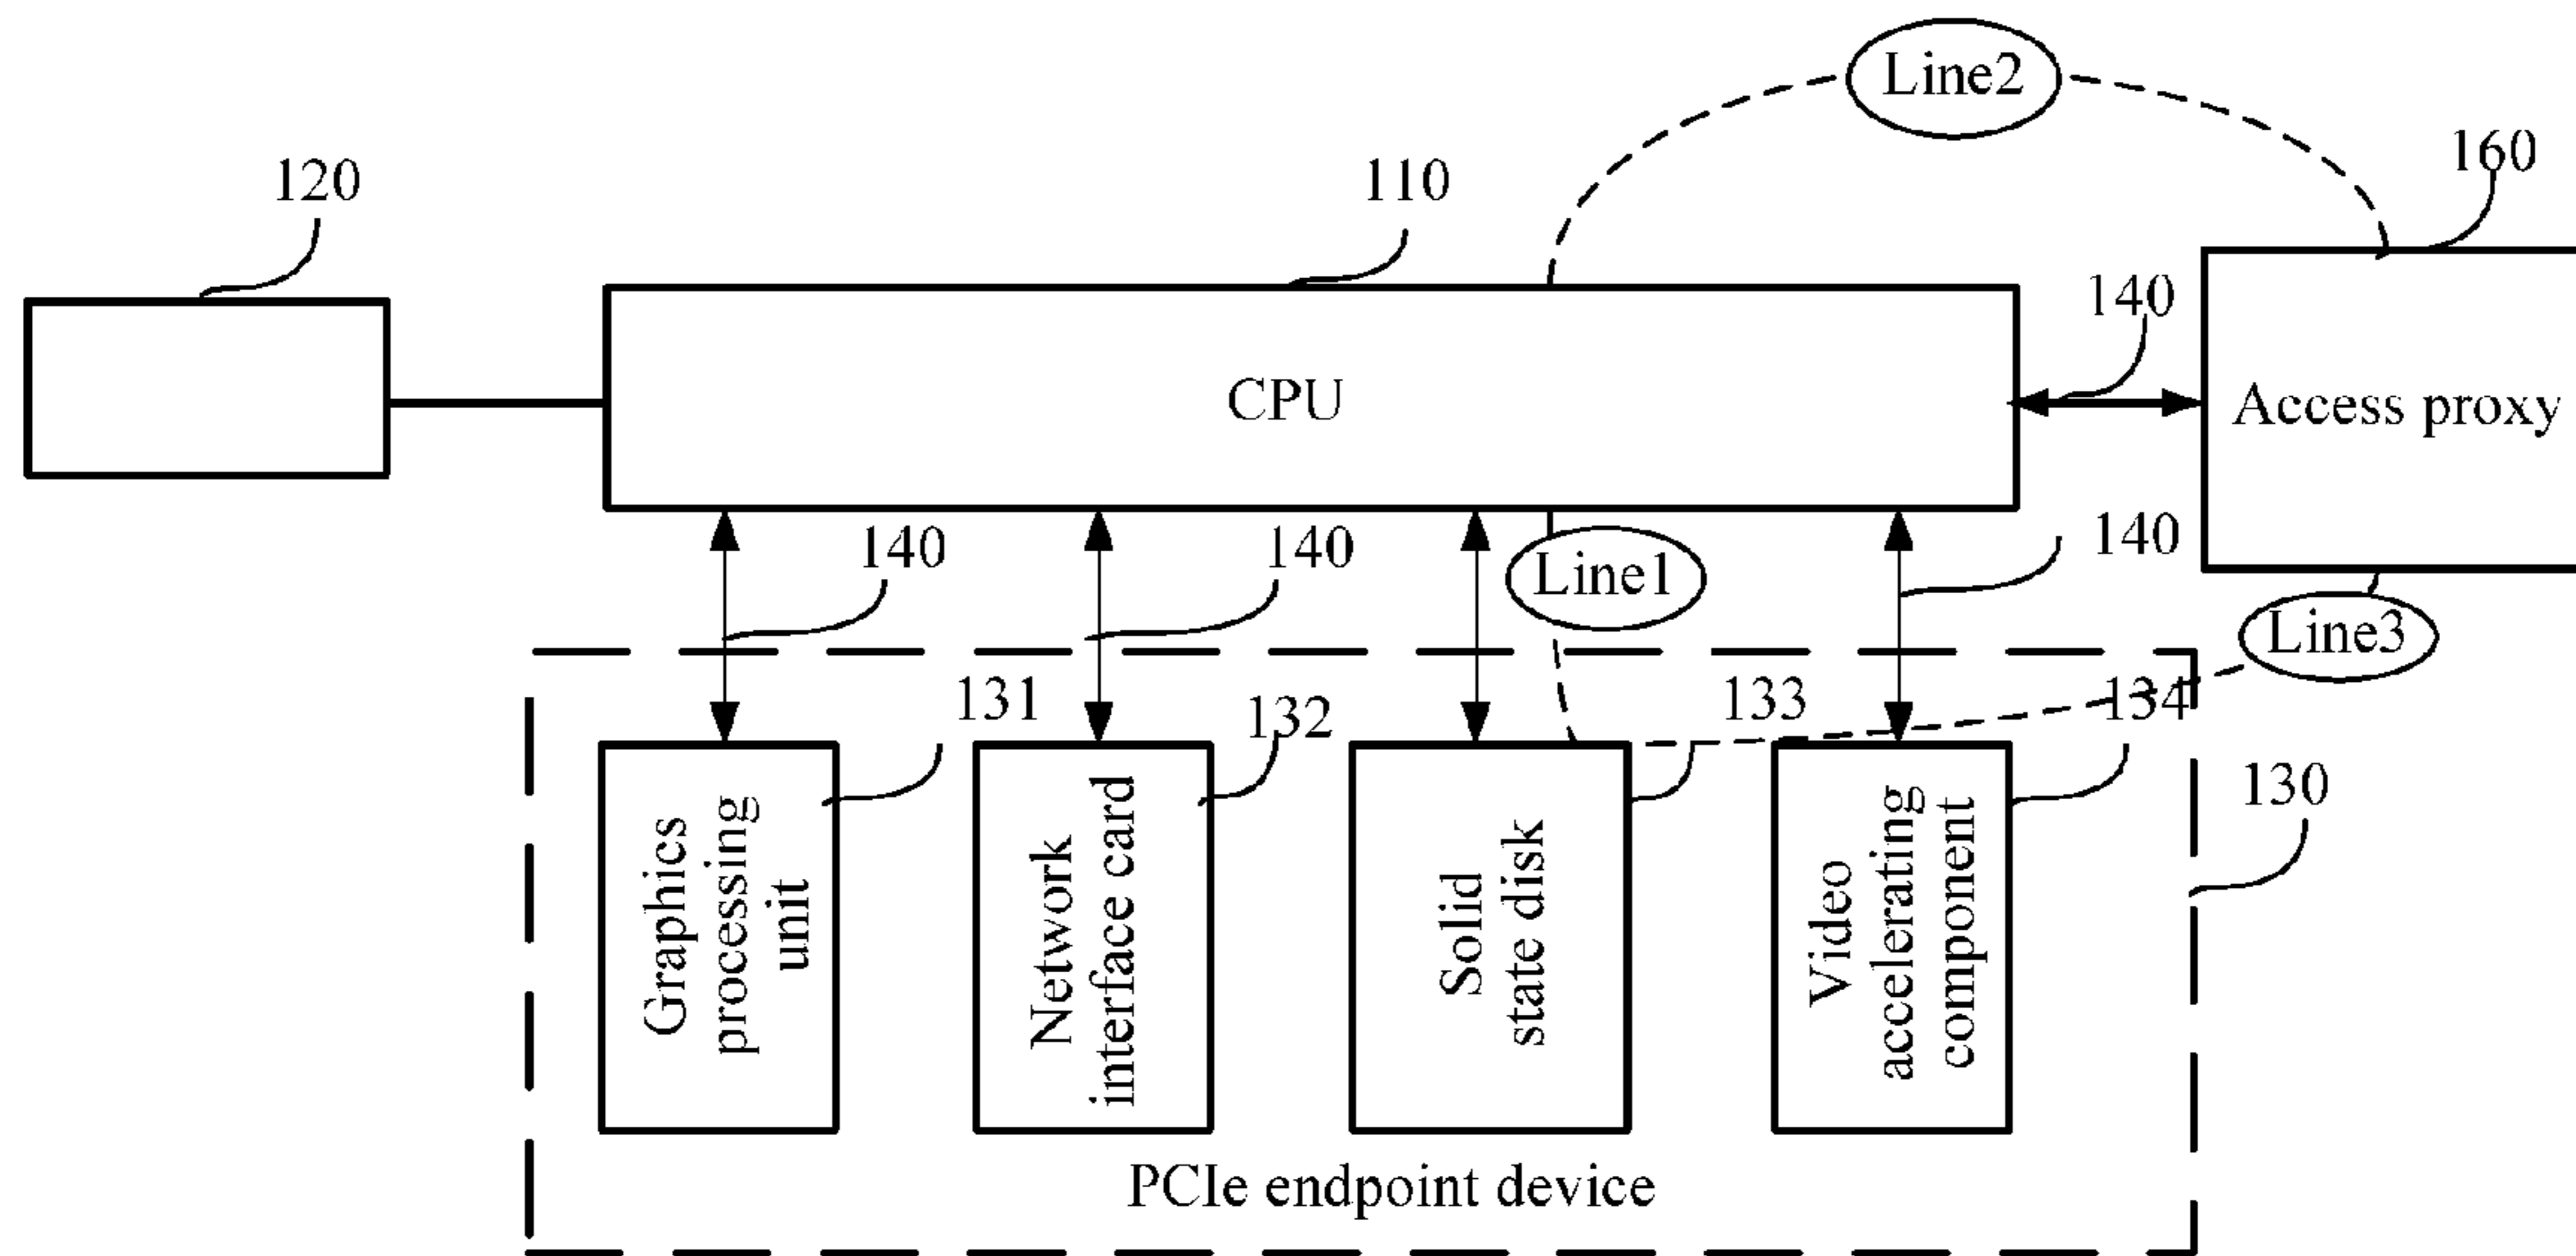 Line2
160
120
110
140
CPU
Access proxy
140
140
Line1
140
Line3
131
132
133
134
130
Graphics
processing
unit
Network
interface card
Solid
state disk
Video
accelerating
component
PCIe endpoint device